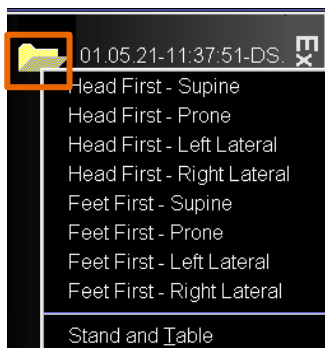 01.05.21-11:37:51-DS.
Ex
Head First - Supine
Head First - Prone
Head First - Left Lateral
Head First - Right Lateral
Feet First - Supine
Feet First - Prone
Feet First - Left Lateral
Feet First - Right Lateral
Stand and Table